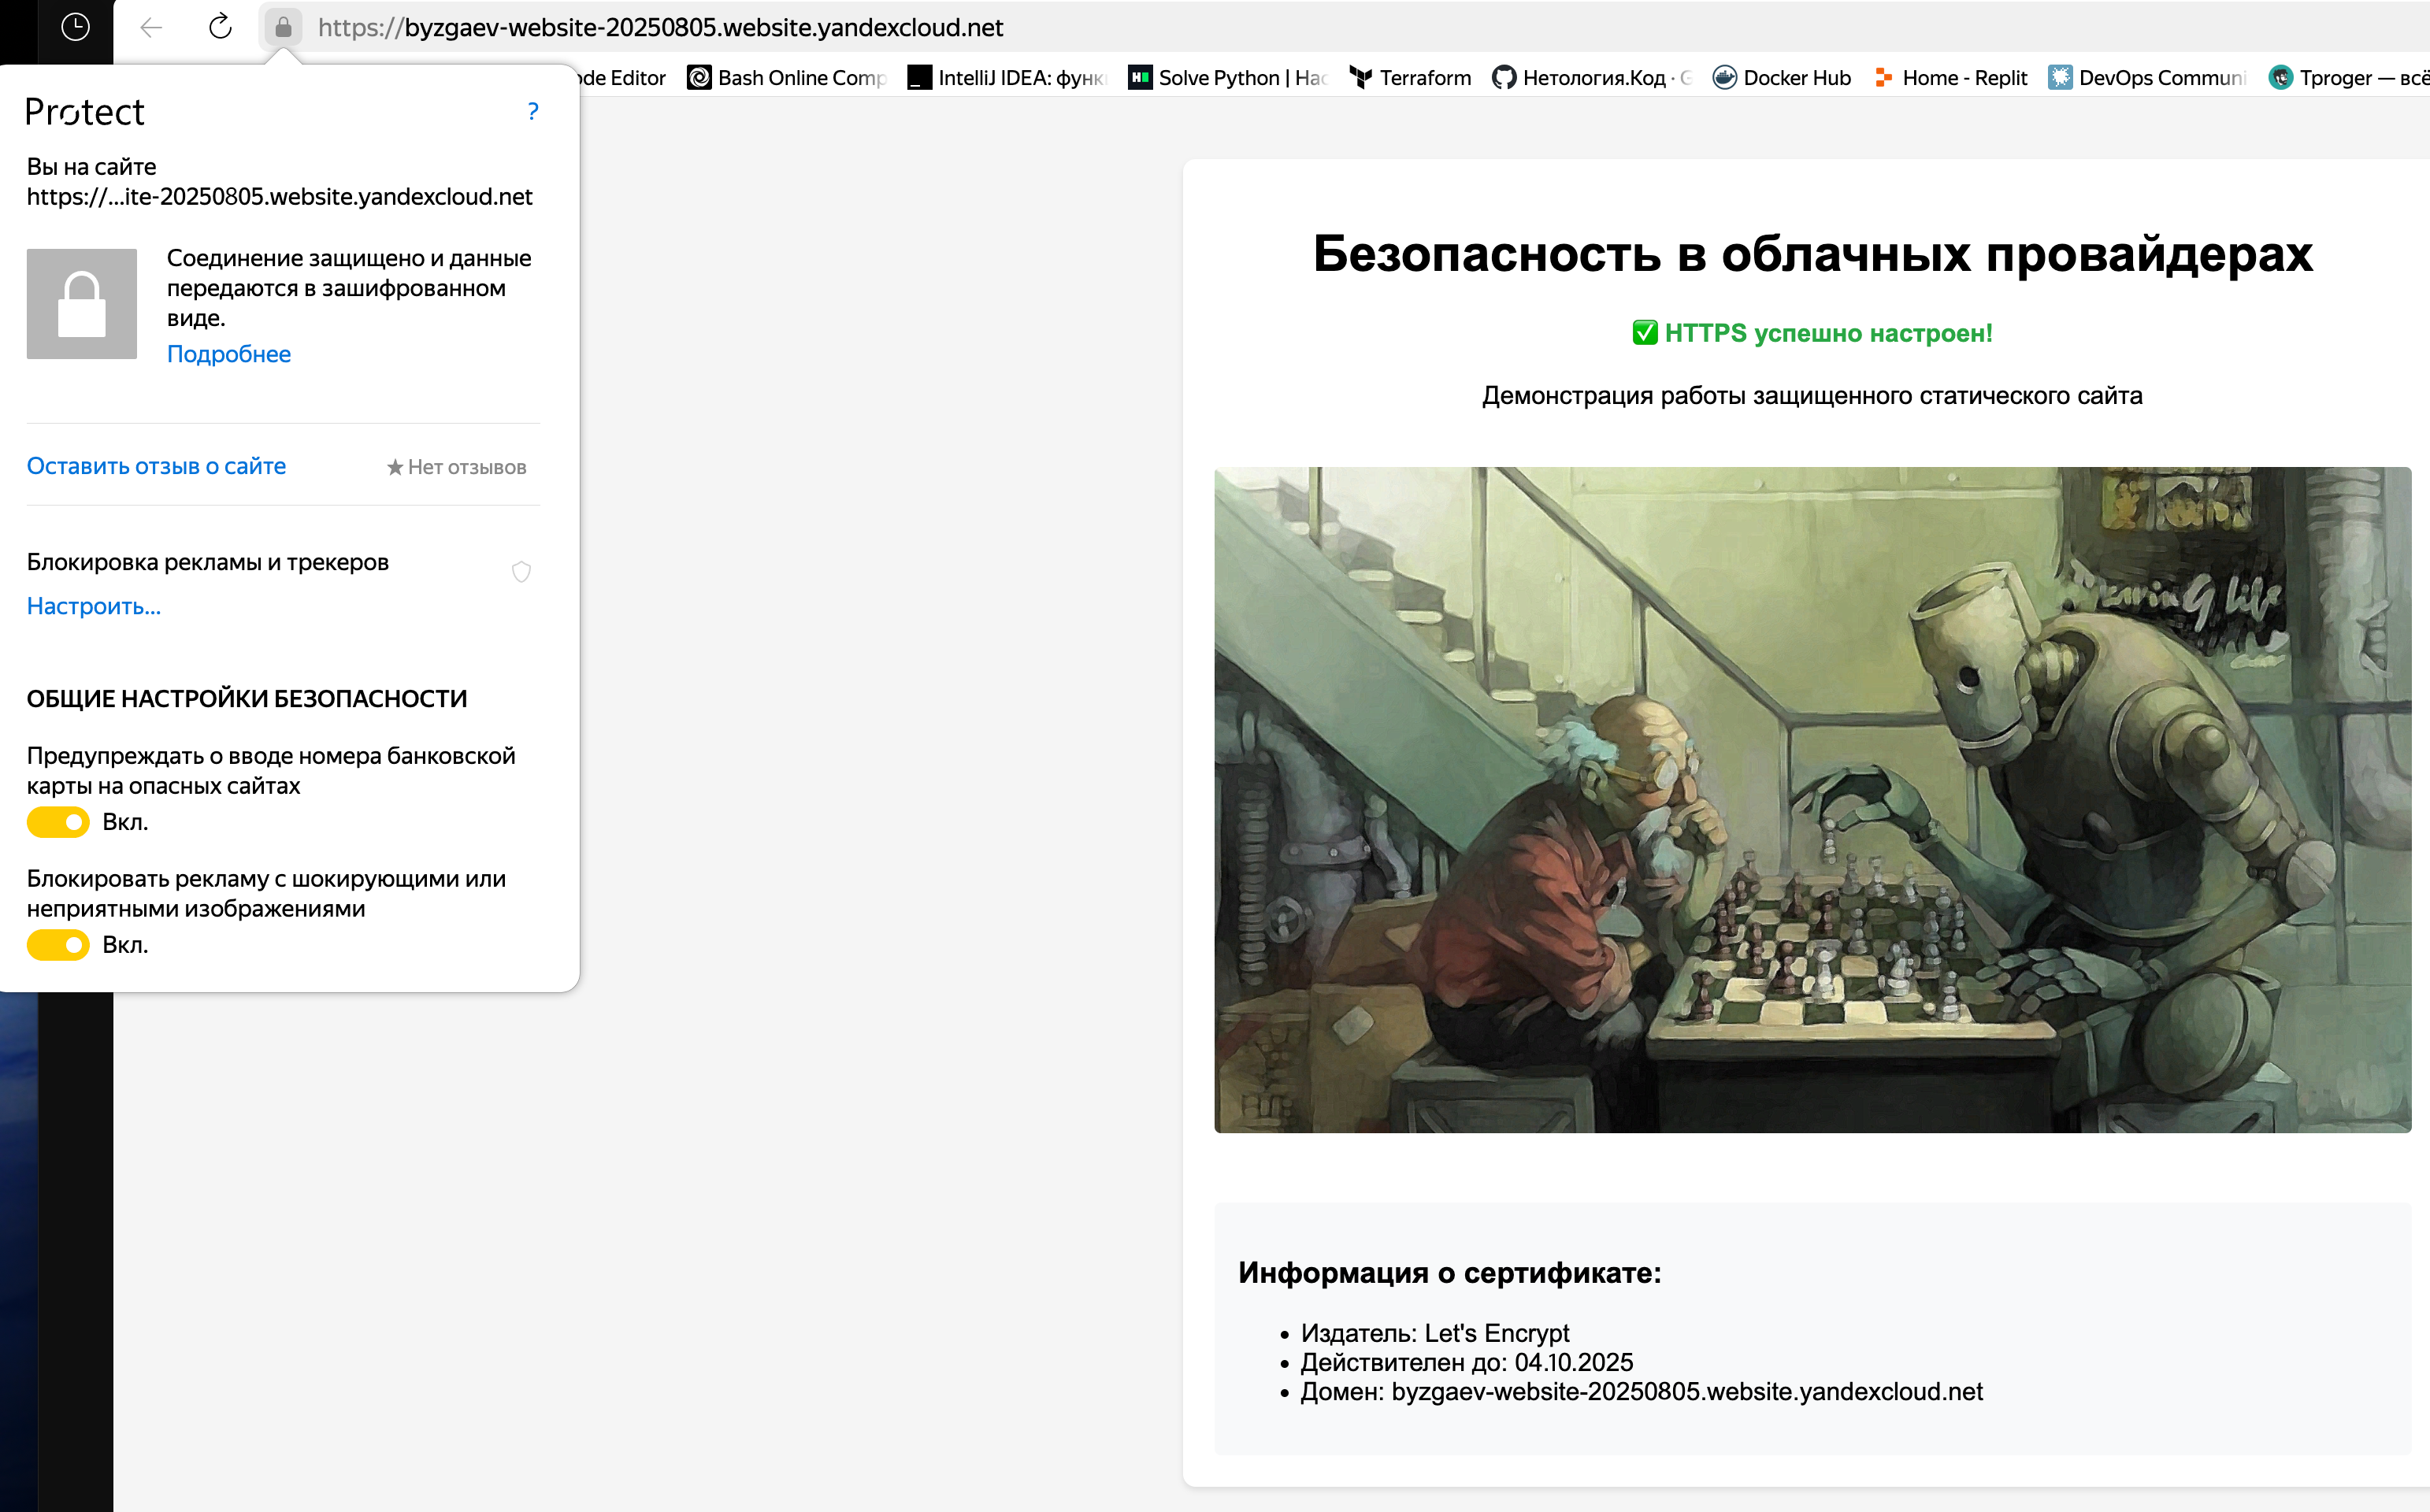 https://byzgaev-website-20250805.website.yandexcloud.net
ode Editor
Bash Online Comp
IntelliJ IDEA: функ
Solve Python | Hac
Terraform
Нетология.Код · G
Docker Hub
Home - Replit
DevOps Communi
Tproger — всё
Protect
?
Вы на сайте
https://...ite-20250805.website.yandexcloud.net
Соединение защищено и данные
передаются в зашифрованном
виде.
Подробнее
Оставить отзыв о сайте
Нет отзывов
Блокировка рекламы и трекеров
Настроить...
ОБЩИЕ НАСТРОЙКИ БЕЗОПАСНОСТИ
Предупреждать о вводе номера банковской
карты на опасных сайтах
Вкл.
Блокировать рекламу с шокирующими или
неприятными изображениями
Вкл.
Безопасность в облачных провайдерах
✅ HTTPS успешно настроен!
Демонстрация работы защищенного статического сайта
Информация о сертификате:
• Издатель: Let's Encrypt
• Действителен до: 04.10.2025
• Домен: byzgaev-website-20250805.website.yandexcloud.net